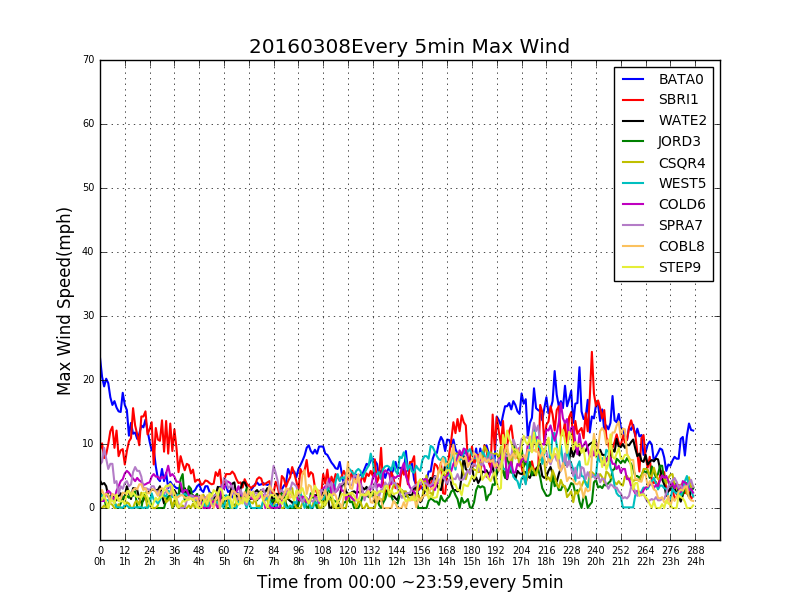 20160308Every 5min Max Wind
70
60
50
40
30
20
10
0
Max Wind Speed(mph)
BATA0
SBRI1
WATE2
JORD3
CSQR4
WEST5
COLD6
SPRA7
COBL8
STEP9
0 12 24 36 48 60 72 84 96 108 120 132 144 156 168 180 192 204 216 228 240 252 264 276 288
0h 1h 2h 3h 4h 5h 6h 7h 8h 9h 10h 11h 12h 13h 14h 15h 16h 17h 18h 19h 20h 21h 22h 23h 24h
Time from 00:00 ~23:59,every 5min